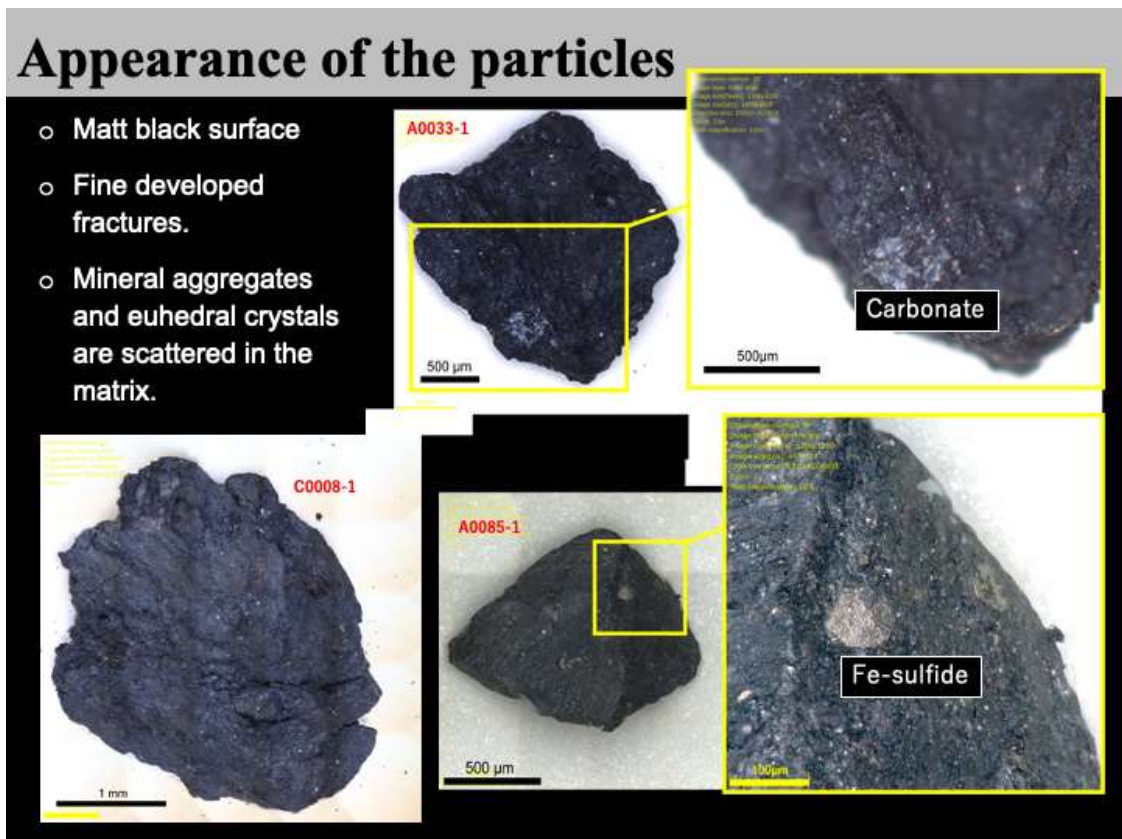 Appearance of the particles
o Matt black surface
o Fine developed
fractures.
o Mineral aggregates
and euhedral crystals
are scattered in the
matrix.
A0033-1
500 µm
Carbonate
500µm
C0008-1
1 mm
A0085-1
500 µm
Fe-sulfide
100µm